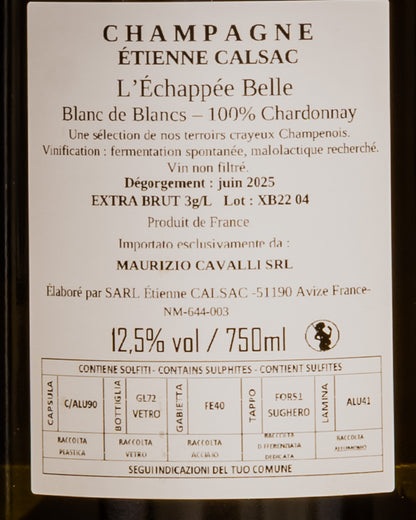 CHAMPAGNE
ÉTIENNE CALSAC
L'Échappée Belle
Blanc de Blancs – 100% Chardonnay
Une sélection de nos terroirs crayeux Champenois.
Vinification : fermentation spontanée, malolactique recherché.
Vin non filtré.
Dégorgement : juin 2025
EXTRA BRUT 3g/L Lot : XB22 04
Produit de France
Importato esclusivamente da :
MAURIZIO CAVALLI SRL
Élaboré par SARL Étienne CALSAC -51190 Avize France-
NM-644-003
12,5% vol / 750ml
CONTIENE SOLFITI - CONTAINS SULPHITES - CONTIENT SULFITES
CAPSULA
C/ALU90
BOTTIGLIA
GL72
VETRO
GABIETTA
FE40
TAPPO
FOR51
SUGHERO
LAMINA
ALU41
RACCOLTA
PLASTICA
RACCOLTA
VETRO
RACCOLTA
ACCIAIO
RACCOLTA
DIFFERENZIATA
DEDICATA
RACCOLTA
SEGUI INDICAZIONI DEL TUO COMUNE